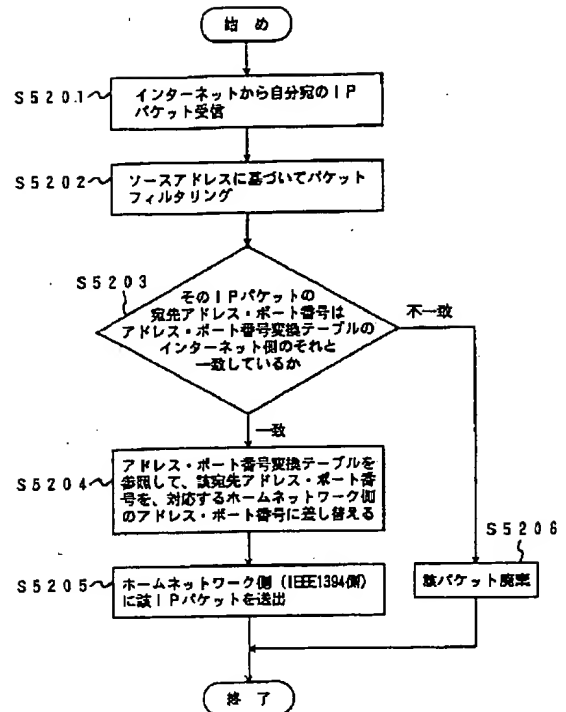 始め
S5201
インターネットから自分宛のIP
パケット受信
S5202
ソースアドレスに基づいてパケット
フィルタリング
S5203
そのIPパケットの
宛先アドレス・ポート番号は
アドレス・ポート番号変換テーブルの
インターネット側のそれと
一致しているか
不一致
一致
S5204
アドレス・ポート番号変換テーブルを
参照して、該宛先アドレス・ポート番
号を、対応するホームネットワーク側
のアドレス・ポート番号に差し替える
S5206
該パケット廃棄
S5205
ホームネットワーク側(IEEE1394側)
に該IPパケットを送出
終了